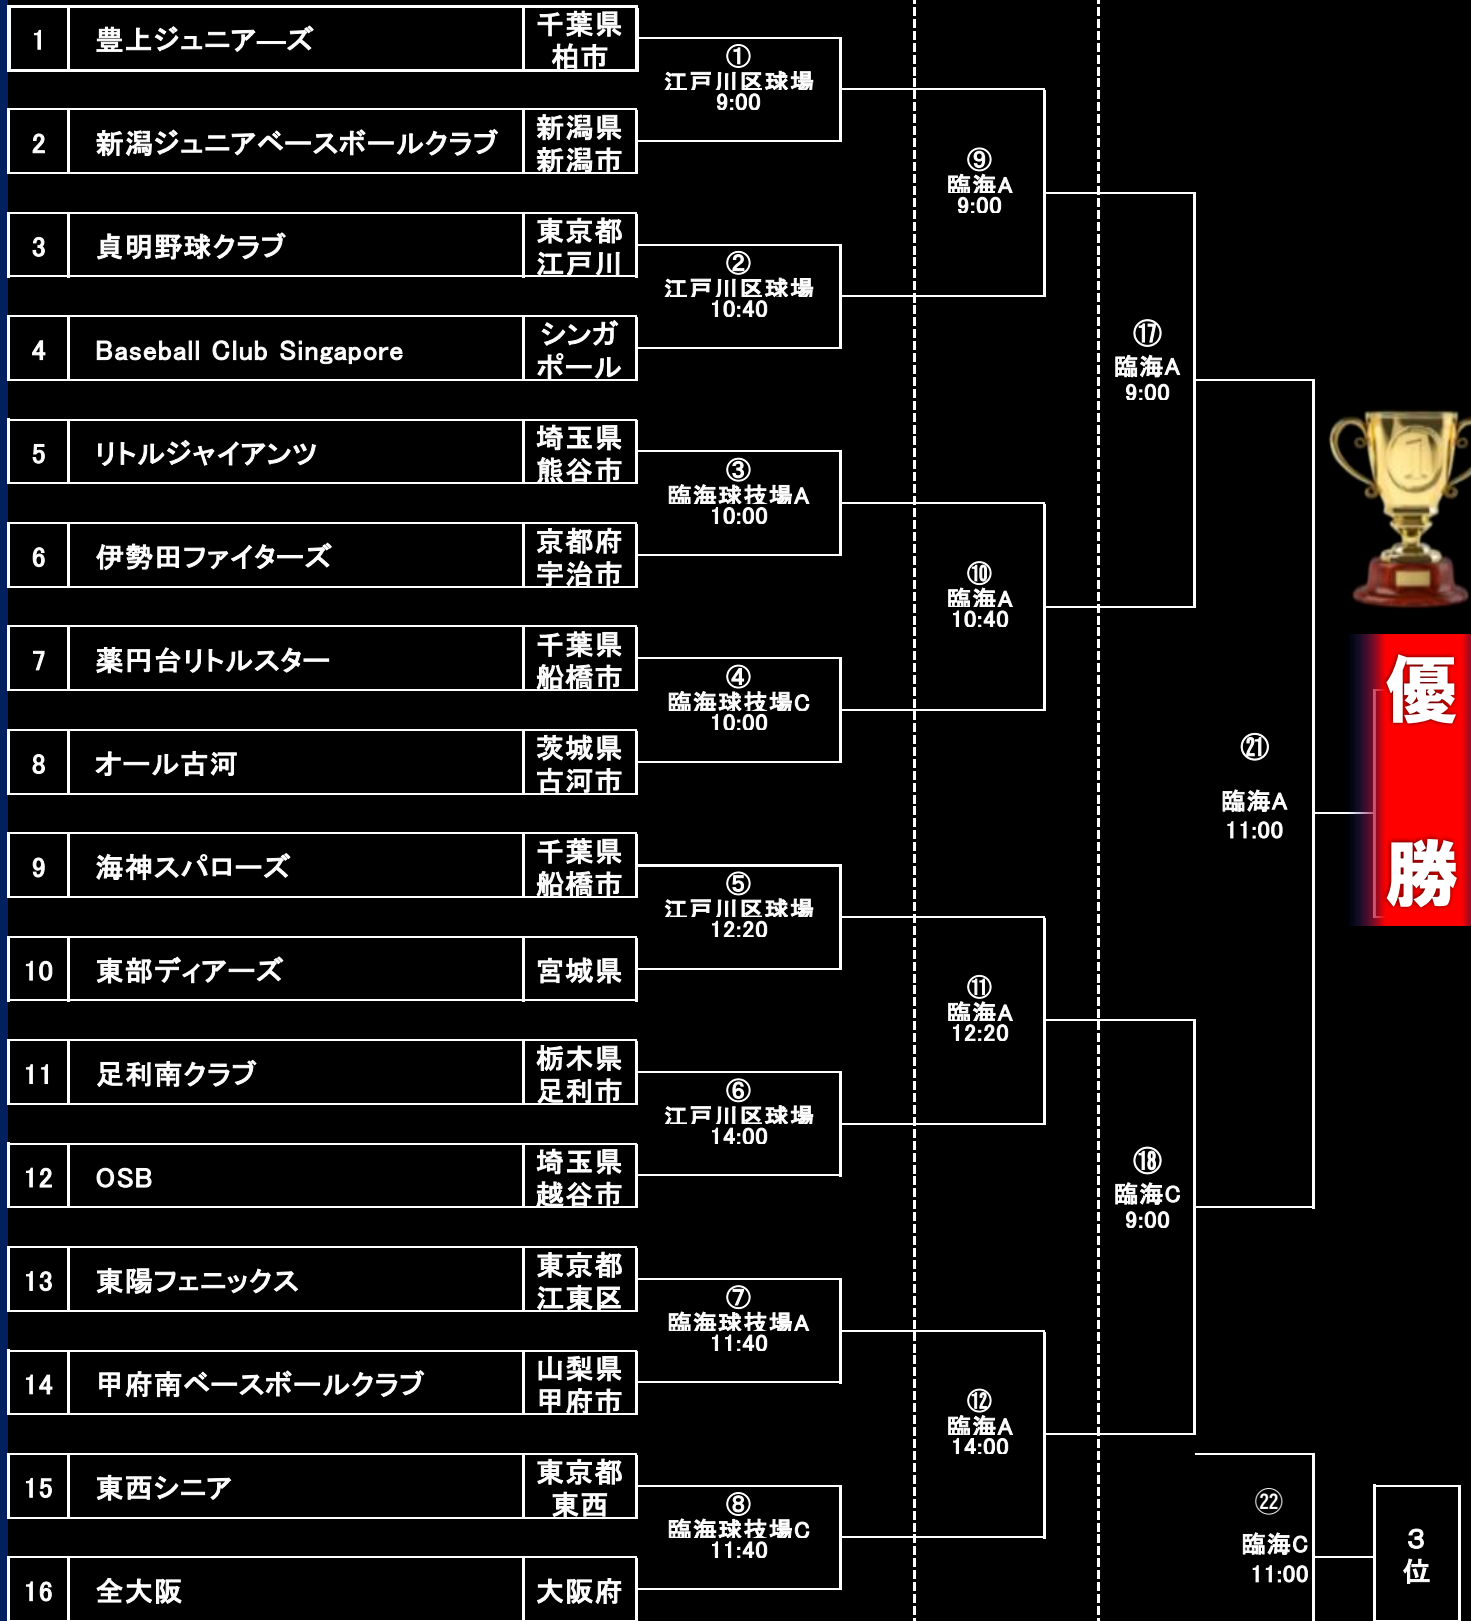 1
豊上ジュニア―ズ
千葉県
柏市
2
新潟ジュニアベースボールクラブ
新潟県
新潟市
3
貞明野球クラブ
東京都
江戸川
4
Baseball Club Singapore
シンガ
ポール
5
リトルジャイアンツ
埼玉県
熊谷市
6
伊勢田ファイターズ
京都府
宇治市
7
薬円台リトルスター
千葉県
船橋市
8
オール古河
茨城県
古河市
9
海神スパローズ
千葉県
船橋市
10
東部ディアーズ
宮城県
11
足利南クラブ
栃木県
足利市
12
OSB
埼玉県
越谷市
13
東陽フェニックス
東京都
江東区
14
甲府南ベースボールクラブ
山梨県
甲府市
15
東西シニア
東京都
東西
16
全大阪
大阪府
①
江戸川区球場
9:00
②
江戸川区球場
10:40
③
臨海球技場A
10:00
④
臨海球技場C
10:00
⑤
江戸川区球場
12:20
⑥
江戸川区球場
14:00
⑦
臨海球技場A
11:40
⑧
臨海球技場C
11:40
⑨
臨海A
9:00
⑩
臨海A
10:40
⑪
臨海A
12:20
⑫
臨海A
14:00
⑰
臨海A
9:00
⑱
臨海C
9:00
㉑
臨海A
11:00
㉒
臨海C
11:00
1
優
勝
3
位